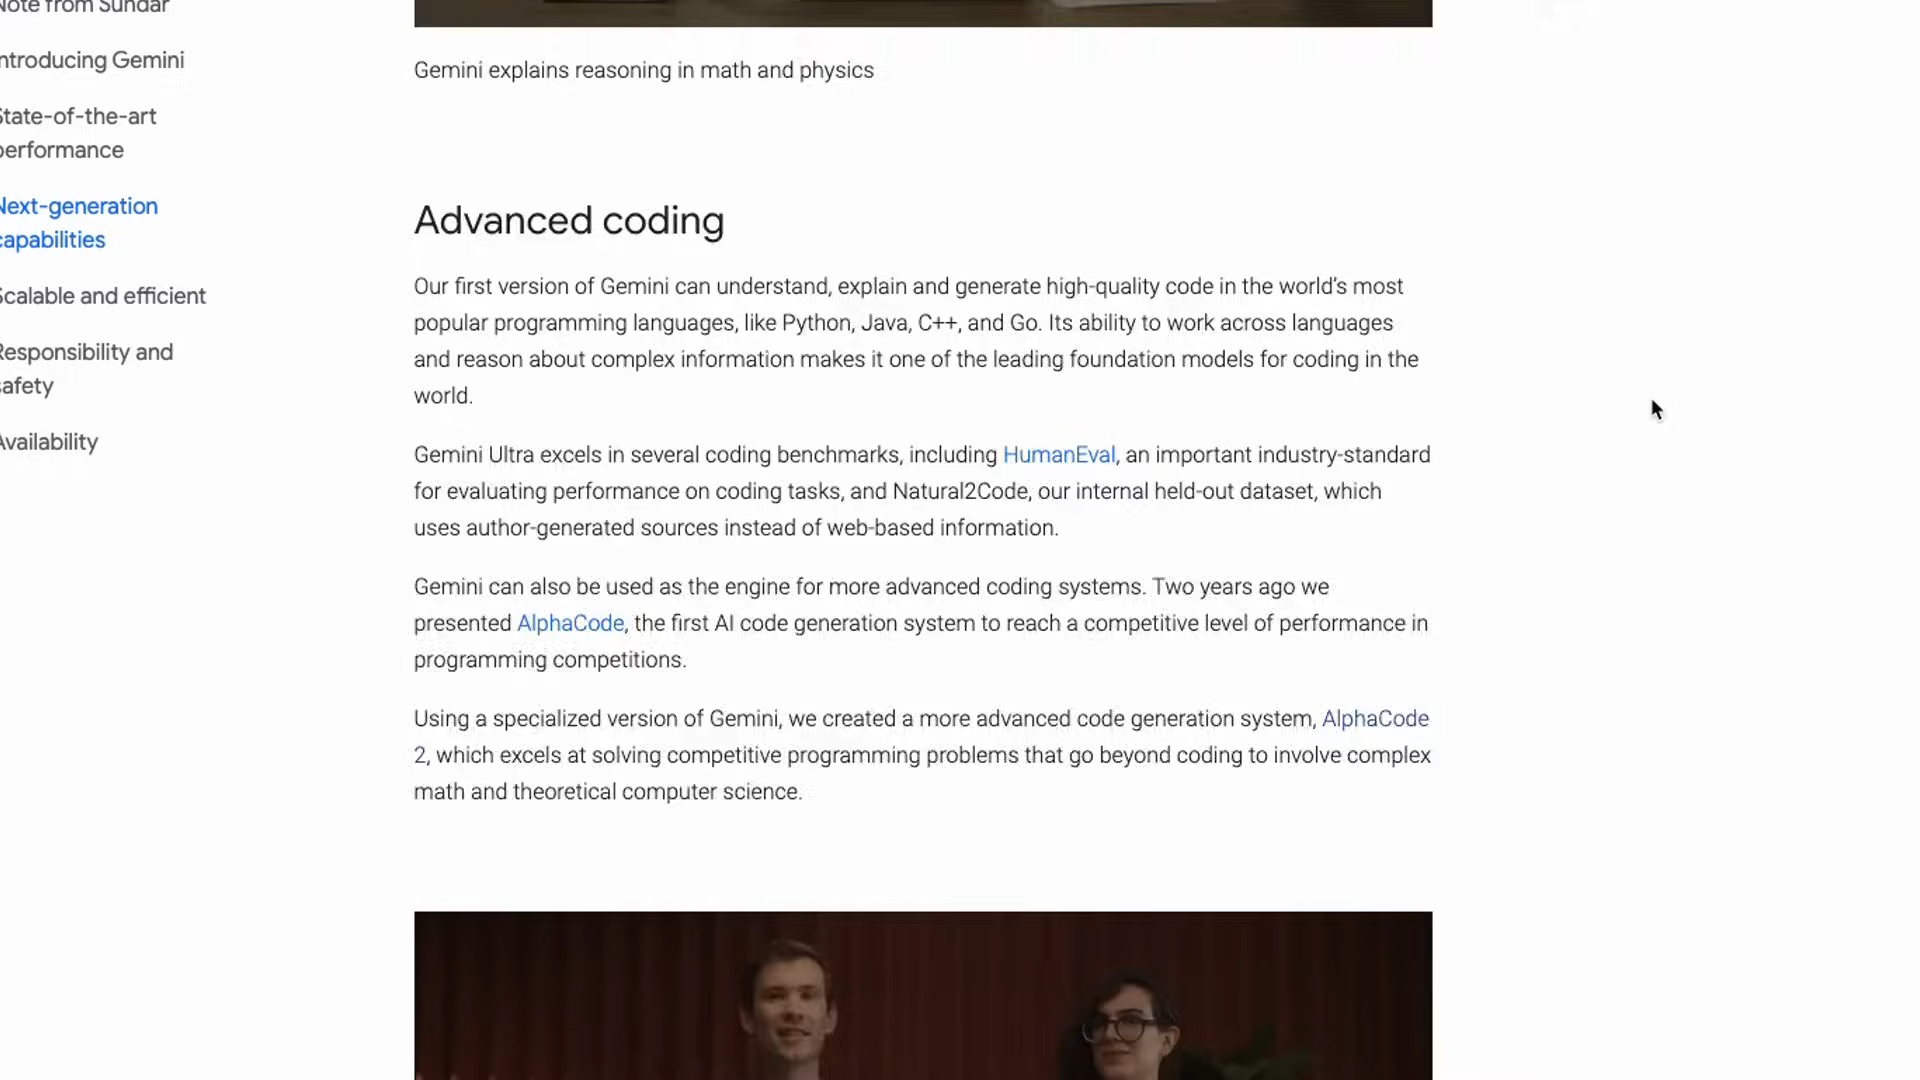 Note from Sundar
Introducing Gemini
State-of-the-art
performance
Next-generation
capabilities
Scalable and efficient
Responsibility and
safety
Availability
Gemini explains reasoning in math and physics
Advanced coding
Our first version of Gemini can understand, explain and generate high-quality code in the world’s most
popular programming languages, like Python, Java, C++, and Go. Its ability to work across languages
and reason about complex information makes it one of the leading foundation models for coding in the
world.
Gemini Ultra excels in several coding benchmarks, including HumanEval, an important industry-standard
for evaluating performance on coding tasks, and Natural2Code, our internal held-out dataset, which
uses author-generated sources instead of web-based information.
Gemini can also be used as the engine for more advanced coding systems. Two years ago we
presented AlphaCode, the first AI code generation system to reach a competitive level of performance in
programming competitions.
Using a specialized version of Gemini, we created a more advanced code generation system, AlphaCode
2, which excels at solving competitive programming problems that go beyond coding to involve complex
math and theoretical computer science.